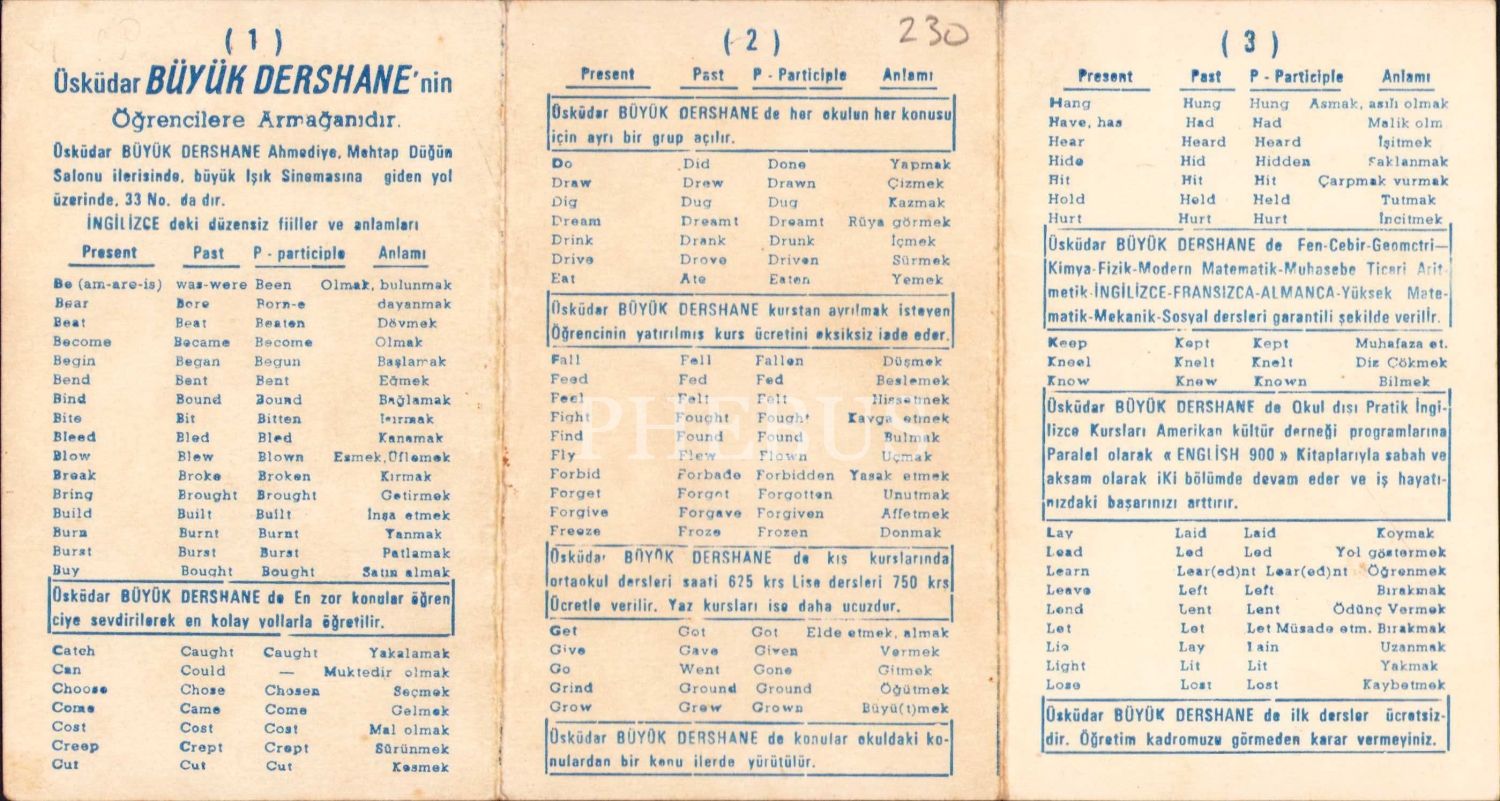 ( 1 )
Üsküdar BÜYÜK DERSHANE'nin
Öğrencilere Armağanıdır.
Üsküdar BÜYÜK DERSHANE Ahmediye, Mehtap Düğün
Salonu ilerisinde, büyük Işık Sinemasına giden yol
üzerinde, 33 No. da dır.
İNGİLİZCE deki düzensiz fiiller ve anlamları
Present Past P - participle Anlamı
Be (am-are-is) was-were Been Olmak, bulunmak
Bear Bore Born-e dayanmak
Beat Beat Beaten Dövmek
Become Became Become Olmak
Begin Began Begun Başlamak
Bend Bent Bent Eğmek
Bind Bound Bound Bağlamak
Bite Bit Bitten Isırmak
Bleed Bled Bled Kanamak
Blow Blew Blown Esmek,Üflemek
Break Broke Broken Kırmak
Bring Brought Brought Getirmek
Build Built Built İnşa etmek
Burn Burnt Burnt Yanmak
Burst Burst Burst Patlamak
Buy Bought Bought Satın almak
Üsküdar BÜYÜK DERSHANE de En zor konular öğren
ciye sevdirilerek en kolay yollarla öğretilir.
Catch Caught Caught Yakalamak
Can Could — Muktedir olmak
Choose Chose Chosen Seçmek
Come Came Come Gelmek
Cost Cost Cost Mal olmak
Creep Crept Crept Sürünmek
Cut Cut Cut Kesmek
( 2 )
230
Present Past P - Participle Anlamı
Üsküdar BÜYÜK DERSHANE de her okulun her konusu
için ayrı bir grup açılır.
Do Did Done Yapmak
Draw Drew Drawn Çizmek
Dig Dug Dug Kazmak
Dream Dreamt Dreamt Rüya görmek
Drink Drank Drunk İçmek
Drive Drove Driven Sürmek
Eat Ate Eaten Yemek
Üsküdar BÜYÜK DERSHANE kurstan ayrılmak isteyen
Öğrencinin yatırılmış kurs ücretini eksiksiz iade eder.
Fall Fell Fallen Düşmek
Feed Fed Fed Beslemek
Feel Felt Felt Hissetmek
Fight Fought Fought Kavga etmek
Find Found Found Bulmak
Fly Flew Flown Uçmak
Forbid Forbade Forbidden Yasak etmek
Forget Forgot Forgotten Unutmak
Forgive Forgave Forgiven Affetmek
Freeze Froze Frozen Donmak
Üsküdar BÜYÜK DERSHANE de kıs kurslarında
ortaokul dersleri saati 625 krs Lise dersleri 750 krş
Ücretle verilir. Yaz kursları ise daha ucuzdur.
Get Got Got Elde etmek, almak
Give Gave Given Vermek
Go Went Gone Gitmek
Grind Ground Ground Öğütmek
Grow Grew Grown Büyü(t)mek
Üsküdar BÜYÜK DERSHANE de konular okuldaki ko-
nulardan bir konu ilerde yürütülür.
PHEBUS
( 3 )
Present Past P - Participle Anlamı
Hang Hung Hung Asmak, asılı olmak
Have, has Had Had Malik olm
Hear Heard Heard İşitmek
Hide Hid Hidden Saklanmak
Hit Hit Hit Çarpmak vurmak
Hold Held Held Tutmak
Hurt Hurt Hurt İncitmek
Üsküdar BÜYÜK DERSHANE de Fen-Cebir-Geometri—
Kimya-Fizik-Modern Matematik-Muhasebe Ticari Arit-
metik-İNGİLİZCE-FRANSIZCA-ALMANCA-Yüksek Mate-
matik-Mekanik-Sosyal dersleri garantili şekilde verilir.
Keep Kept Kept Muhafaza et.
Kneel Knelt Knelt Diz Çökmek
Know Knew Known Bilmek
Üsküdar BÜYÜK DERSHANE de Okul dısı Pratik İngi-
lizce Kursları Amerikan kültür derneği programlarına
Paralel olarak « ENGLİSH 900 » Kitaplarıyla sabah ve
aksam olarak iKi bölümde devam eder ve iş hayatı-
nızdaki başarınızı arttırır.
Lay Laid Laid Koymak
Lead Led Led Yol göstermek
Learn Lear(ed)nt Lear(ed)nt Öğrenmek
Leave Left Left Bırakmak
Lend Lent Lent Ödünç Vermek
Let Let Let Müsade etm. Bırakmak
Lie Lay Lain Uzanmak
Light Lit Lit Yakmak
Lose Lost Lost Kaybetmek
Üsküdar BÜYÜK DERSHANE de ilk dersler ücretsiz-
dir. Öğretim kadromuzu görmeden karar vermeyiniz.